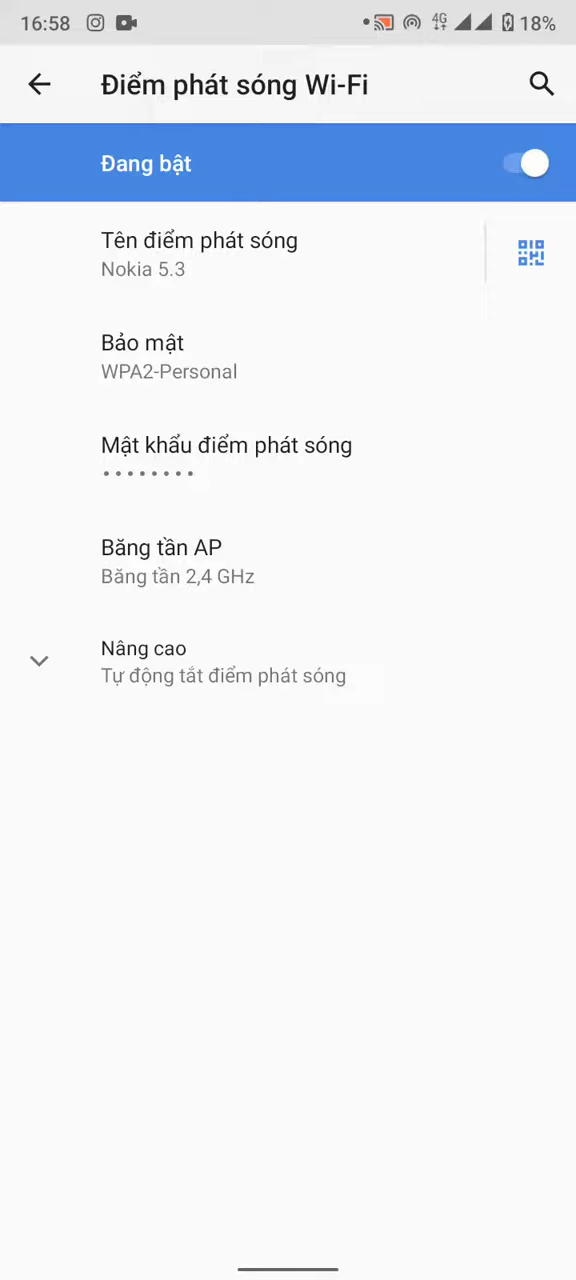 16:58
4G
18%
Điểm phát sóng Wi-Fi
Đang bật
Tên điểm phát sóng
Nokia 5.3
Bảo mật
WPA2-Personal
Mật khẩu điểm phát sóng
••••••••
Băng tần AP
Băng tần 2,4 GHz
Nâng cao
Tự động tắt điểm phát sóng